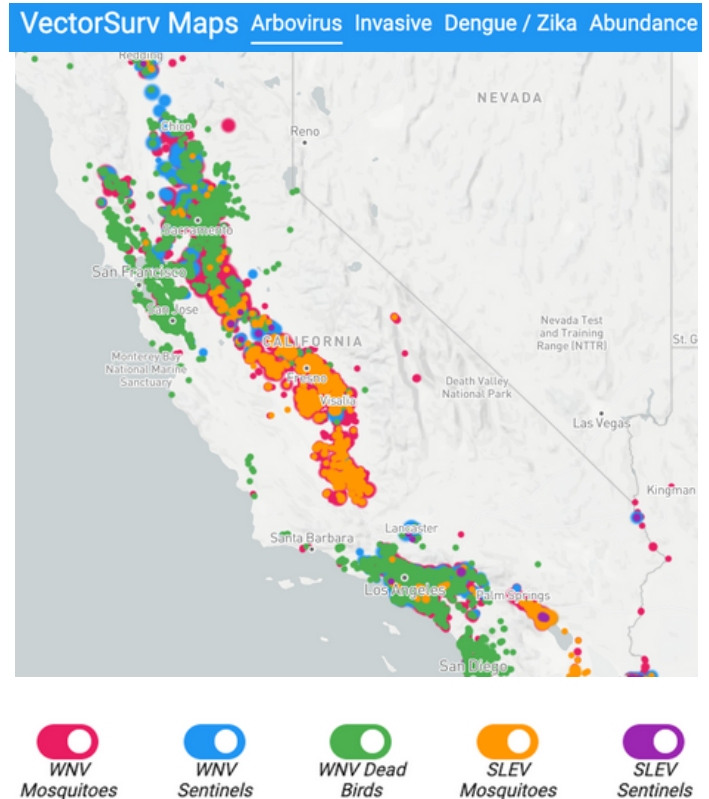 VectorSurv Maps Arbovirus Invasive Dengue / Zika Abundance
Redding
NEVADA
Chico
Reno
Sacramento
San Francisco
San Jose
CALIFORNIA
Nevada Test
and Training
Range (NTTR)
St. G
Monterey Bay
National Marine
Sanctuary
Fresno
Death Valley
National Park
Visalia
Las Vegas
Kingman
Lancaster
Santa Barbara
Los Angeles
Palm Springs
San Diego
WNV
Mosquitoes
WNV
Sentinels
WNV Dead
Birds
SLEV
Mosquitoes
SLEV
Sentinels